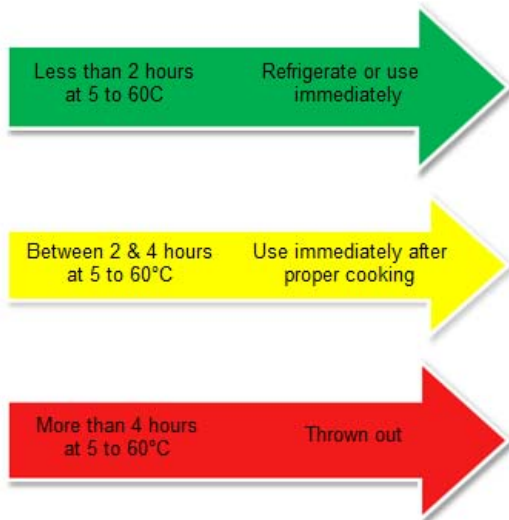 Less than 2 hours
at 5 to 60C
Refrigerate or use
immediately
Between 2 & 4 hours
at 5 to 60°C
Use immediately after
proper cooking
More than 4 hours
at 5 to 60°C
Thrown out